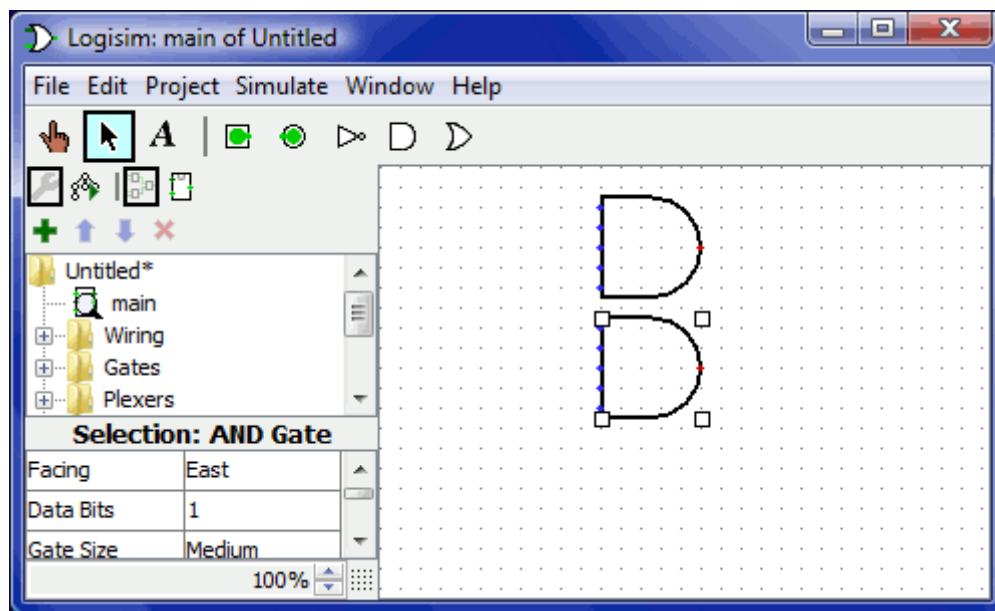 Logisim: main of Untitled
File Edit Project Simulate Window Help
A
Untitled*
main
Wiring
Gates
Plexers
Selection: AND Gate
Facing East
Data Bits 1
Gate Size Medium
100%